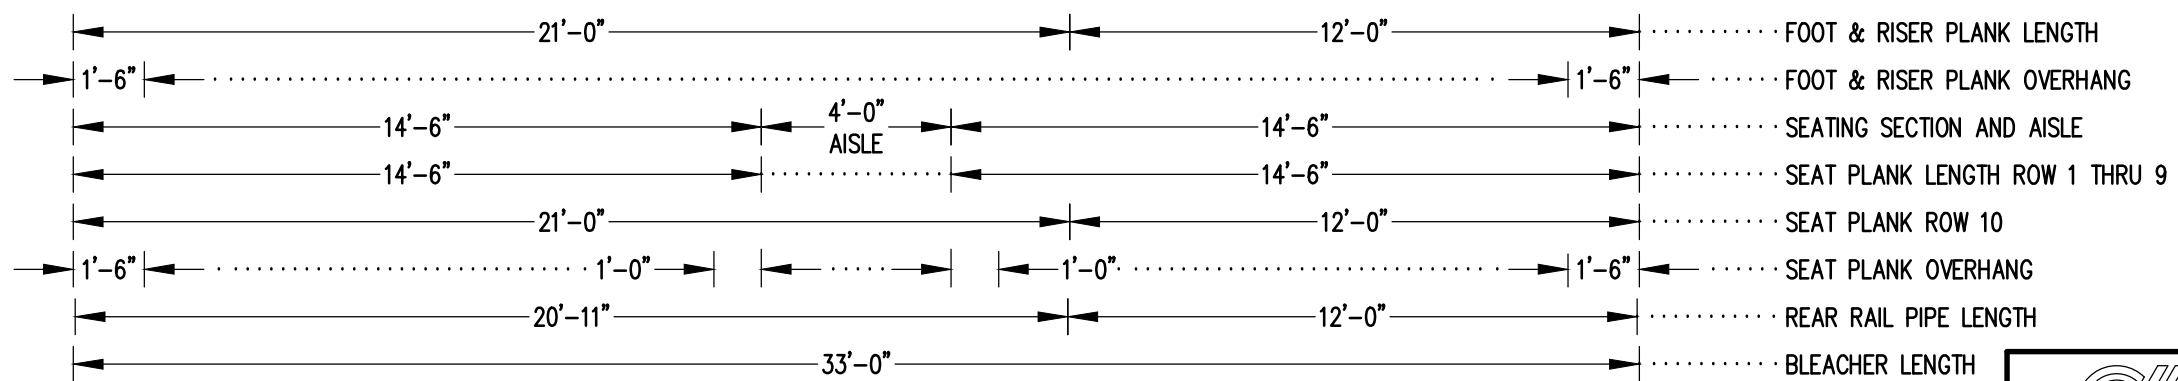 21'-0" 12'-0" FOOT & RISER PLANK LENGTH
1'-6" 1'-6" FOOT & RISER PLANK OVERHANG
14'-6" 4'-0" 14'-6" SEATING SECTION AND AISLE
AISLE
14'-6" 14'-6" SEAT PLANK LENGTH ROW 1 THRU 9
21'-0" 12'-0" SEAT PLANK ROW 10
1'-6" 1'-0" 1'-0" 1'-6" SEAT PLANK OVERHANG
20'-11" 12'-0" REAR RAIL PIPE LENGTH
33'-0" BLEACHER LENGTH